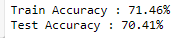 Train Accuracy : 71.46%
Test Accuracy : 70.41%